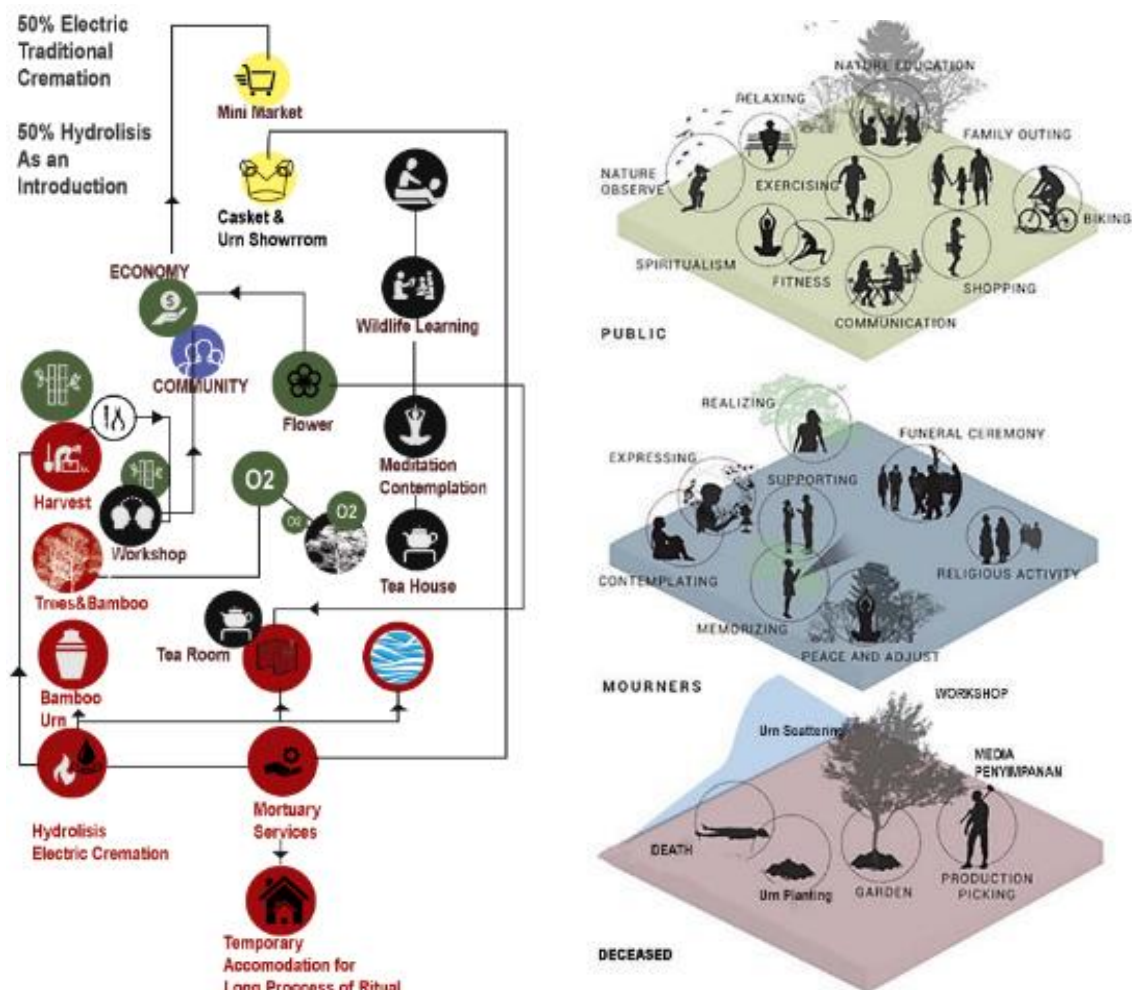 50% Electric
Traditional
Cremation
50% Hydrolisis
As an
Introduction
Mini Market
Casket &
Urn Showrrom
ECONOMY
$
Wildlife Learning
COMMUNITY
Flower
Meditation
Contemplation
Harvest
O2
O2
O2
Workshop
Tea House
Trees&Bamboo
Tea Room
Bamboo
Urn
Mortuary
Services
Hydrolisis
Electric Cremation
Temporary
Accomodation for
Long Proccess of Ritual
NATURE EDUCATION
RELAXING
FAMILY OUTING
NATURE
OBSERVE
EXERCISING
BIKING
SPIRITUALISM
FITNESS
SHOPPING
COMMUNICATION
PUBLIC
REALIZING
FUNERAL CEREMONY
EXPRESSING
SUPPORTING
CONTEMPLATING
RELIGIOUS ACTIVITY
MEMORIZING
PEACE AND ADJUST
MOURNERS
WORKSHOP
Urn Scattering
MEDIA
PENYIMPANAN
DEATH
Urn Planting
GARDEN
PRODUCTION
PICKING
DECEASED